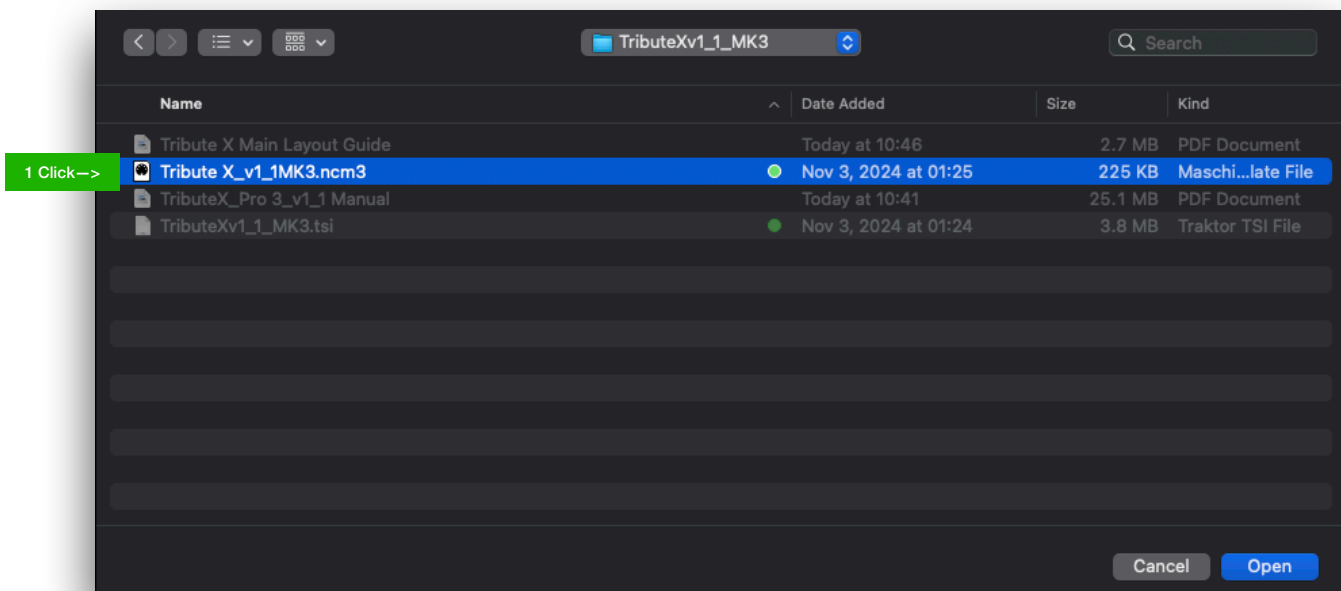 TributeXv1_1_MK3
Search
Name Date Added Size Kind
Tribute X Main Layout Guide Today at 10:46 2.7 MB PDF Document
1 Click—> Tribute X_v1_1MK3.ncm3 Nov 3, 2024 at 01:25 225 KB Maschi...late File
TributeX_Pro 3_v1_1 Manual Today at 10:41 25.1 MB PDF Document
TributeXv1_1_MK3.tsi Nov 3, 2024 at 01:24 3.8 MB Traktor TSI File
Cancel Open